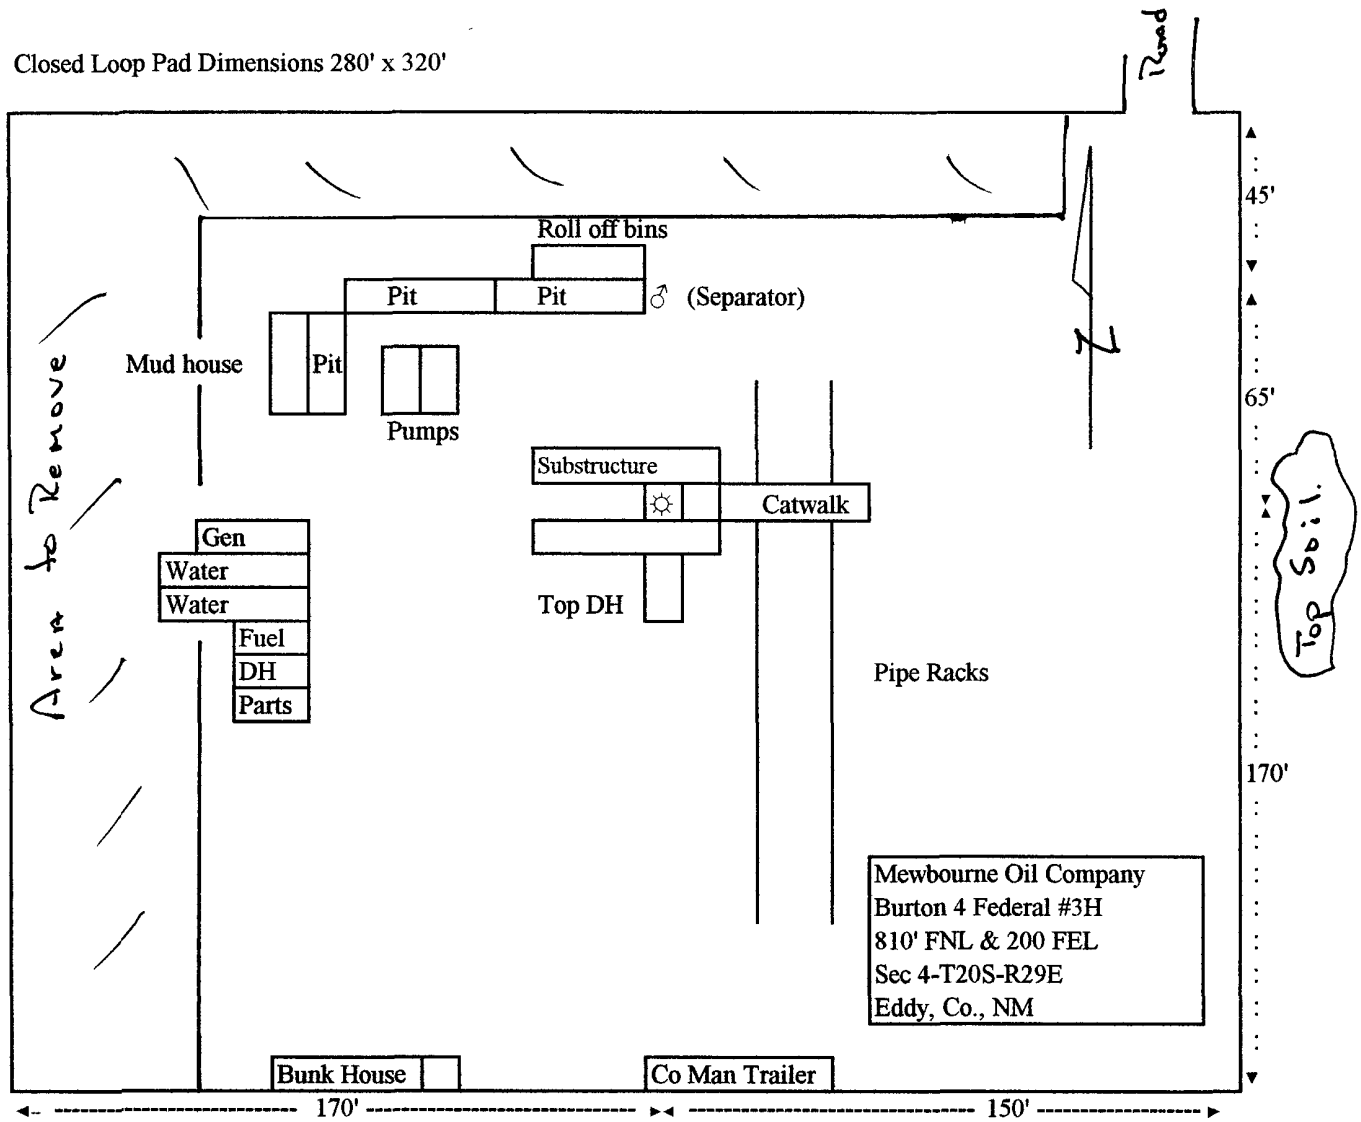 Road
Closed Loop Pad Dimensions 280' x 320'
45'
Roll off bins
Pit
Pit
(Separator)
Mud house
Pit
Area to Remove
Pumps
N
65'
Substructure
Catwalk
Gen
Water
Water
Top DH
Fuel
DH
Parts
Pipe Racks
Top Soil
170'
Mewbourne Oil Company
Burton 4 Federal #3H
810' FNL & 200 FEL
Sec 4-T20S-R29E
Eddy, Co., NM
Bunk House
Co Man Trailer
170'
150'